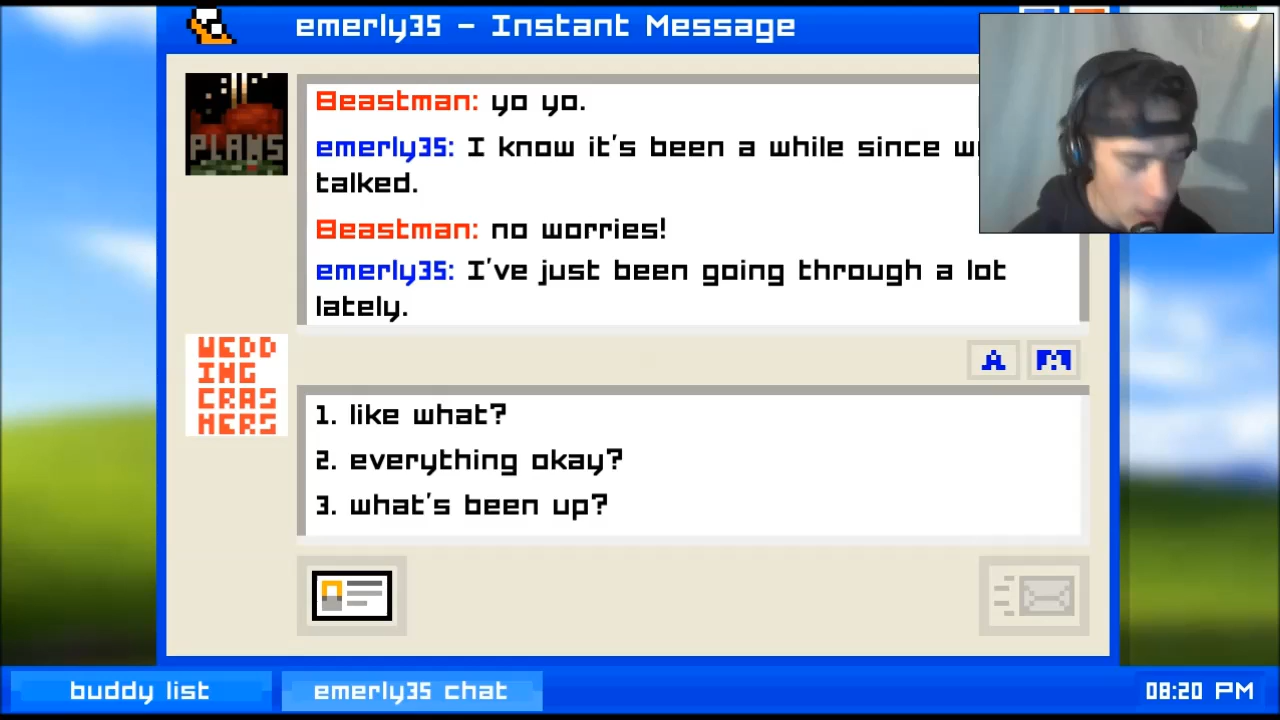 emerly35 - Instant Message
PLANS
Beastman: yo yo.
emerly35: I know it's been a while since
talked.
Beastman: no worries!
emerly35: I've just been going through a lot
lately.
WEDD
ING
CRAS
HERS
A
1. like what?
2. everything okay?
3. what's been up?
buddy list
emerly35 chat
08:20 PM